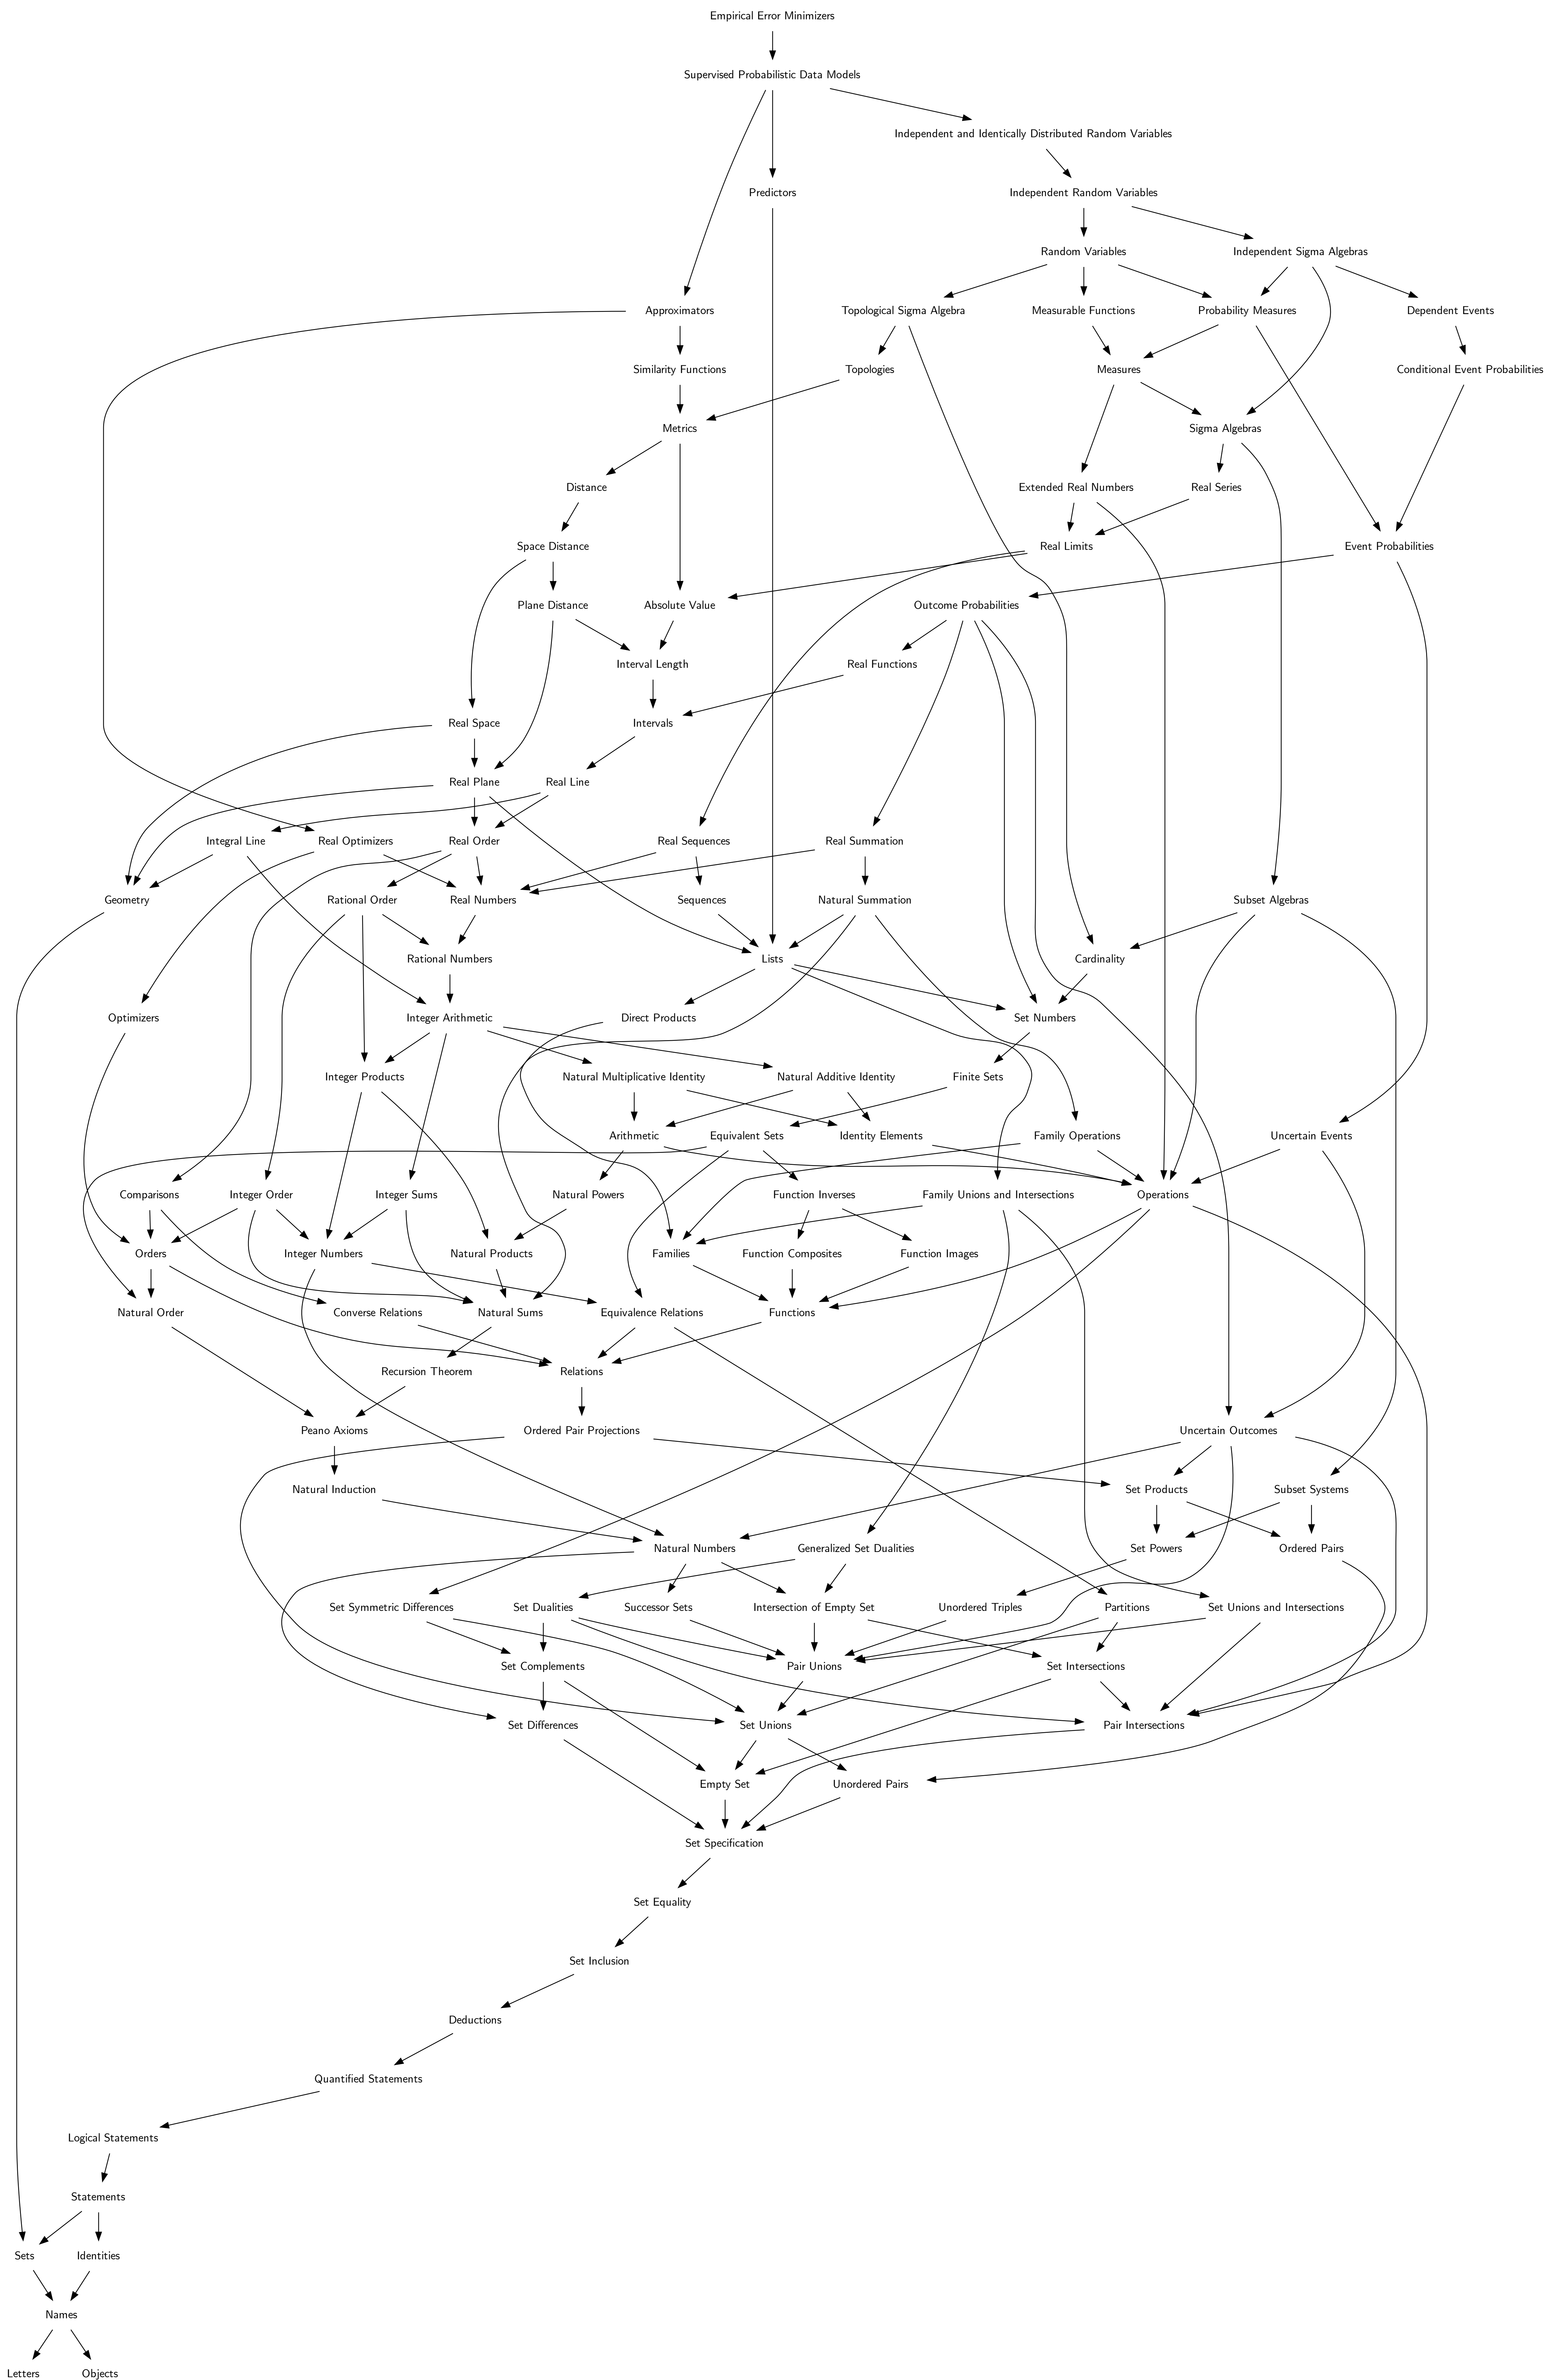 Empirical Error Minimizers
Supervised Probabilistic Data Models
Independent and Identically Distributed Random Variables
Predictors
Independent Random Variables
Random Variables
Independent Sigma Algebras
Approximators
Topological Sigma Algebra
Measurable Functions
Probability Measures
Dependent Events
Similarity Functions
Topologies
Measures
Conditional Event Probabilities
Metrics
Sigma Algebras
Distance
Extended Real Numbers
Real Series
Space Distance
Real Limits
Event Probabilities
Plane Distance
Absolute Value
Outcome Probabilities
Interval Length
Real Functions
Real Space
Intervals
Real Plane
Real Line
Integral Line
Real Optimizers
Real Order
Real Sequences
Real Summation
Geometry
Rational Order
Real Numbers
Sequences
Natural Summation
Subset Algebras
Rational Numbers
Lists
Cardinality
Optimizers
Integer Arithmetic
Direct Products
Set Numbers
Integer Products
Natural Multiplicative Identity
Natural Additive Identity
Finite Sets
Arithmetic
Equivalent Sets
Identity Elements
Family Operations
Uncertain Events
Comparisons
Integer Order
Integer Sums
Natural Powers
Function Inverses
Family Unions and Intersections
Operations
Orders
Integer Numbers
Natural Products
Families
Function Composites
Function Images
Natural Order
Converse Relations
Natural Sums
Equivalence Relations
Functions
Recursion Theorem
Relations
Peano Axioms
Ordered Pair Projections
Uncertain Outcomes
Natural Induction
Set Products
Subset Systems
Natural Numbers
Generalized Set Dualities
Set Powers
Ordered Pairs
Set Symmetric Differences
Set Dualities
Successor Sets
Intersection of Empty Set
Unordered Triples
Partitions
Set Unions and Intersections
Set Complements
Pair Unions
Set Intersections
Set Differences
Set Unions
Pair Intersections
Empty Set
Unordered Pairs
Set Specification
Set Equality
Set Inclusion
Deductions
Quantified Statements
Logical Statements
Statements
Sets
Identities
Names
Letters
Objects